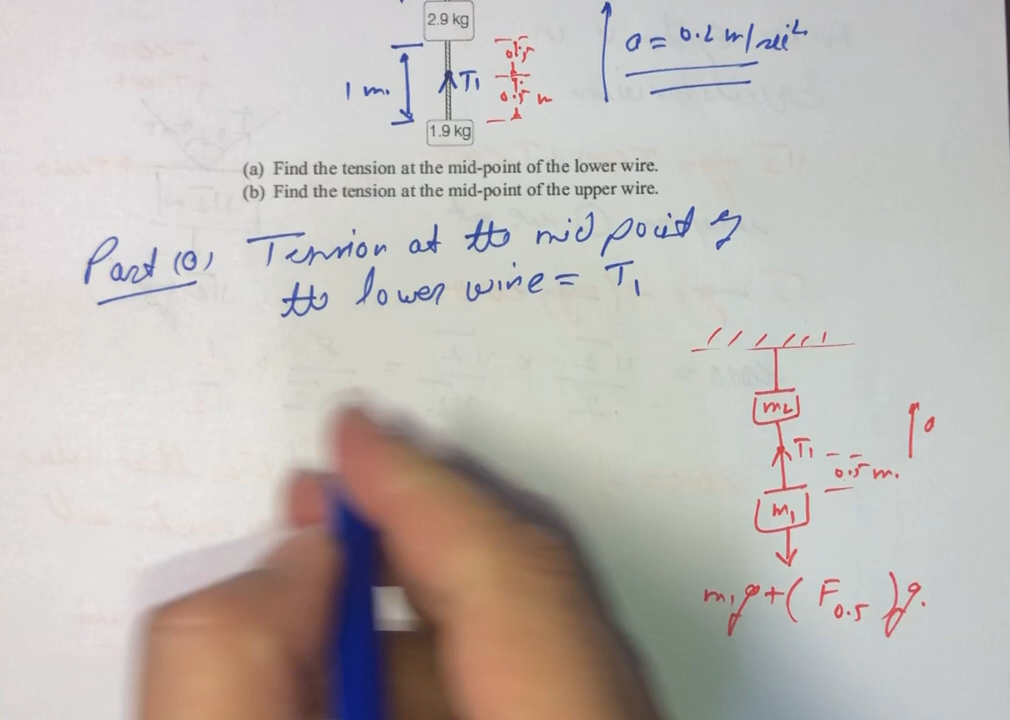 2.9 kg
a = 0.2 m/sec²
0.5
1 m.
T1
0.5 m
1.9 kg
(a) Find the tension at the mid-point of the lower wire.
(b) Find the tension at the mid-point of the upper wire.
Part (a) Tension at the mid point of
the lower wire = T1
m2
a
T1
0.5 m.
m1
m1g + ( F0.5 )g.